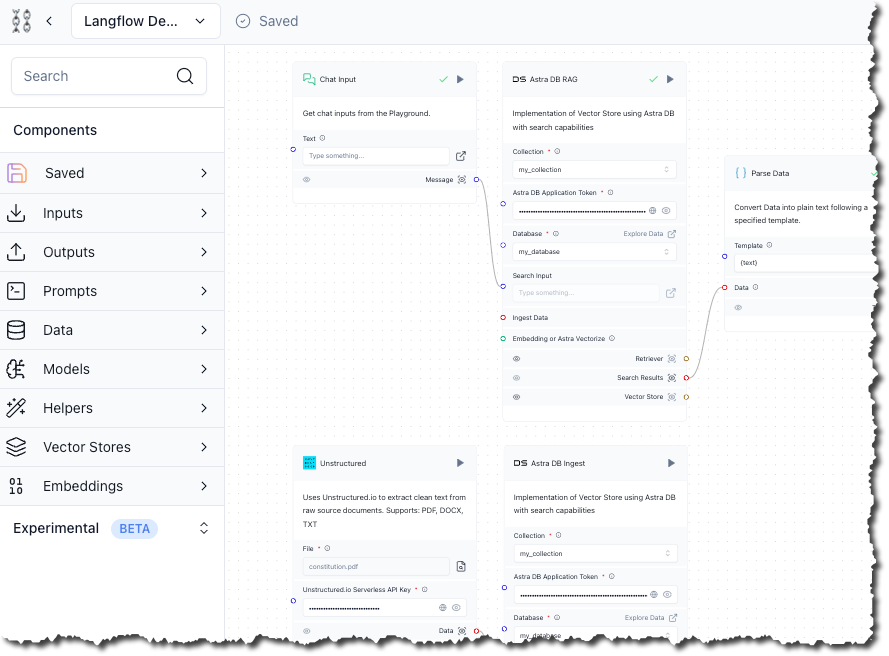 Langflow De...
Saved
Search
Components
Saved
Inputs
Outputs
Prompts
Data
Models
Helpers
Vector Stores
Embeddings
Experimental BETA
Chat Input
Get chat inputs from the Playground.
Text
Type something...
Message
DS Astra DB RAG
Implementation of Vector Store using Astra DB
with search capabilities
Collection *
my_collection
Astra DB Application Token *
Database * Explore Data
my_database
Search Input
Type something...
Ingest Data
Embedding or Astra Vectorize
Retriever
Search Results
Vector Store
Parse Data
Convert Data into plain text following a
specified template.
Template
{text}
Data
Unstructured
Uses Unstructured.io to extract clean text from
raw source documents. Supports: PDF, DOCX,
TXT
File *
constitution.pdf
Unstructured.io Serverless API Key *
Data
DS Astra DB Ingest
Implementation of Vector Store using Astra DB
with search capabilities
Collection *
my_collection
Astra DB Application Token *
Database * Explore Data
my_database